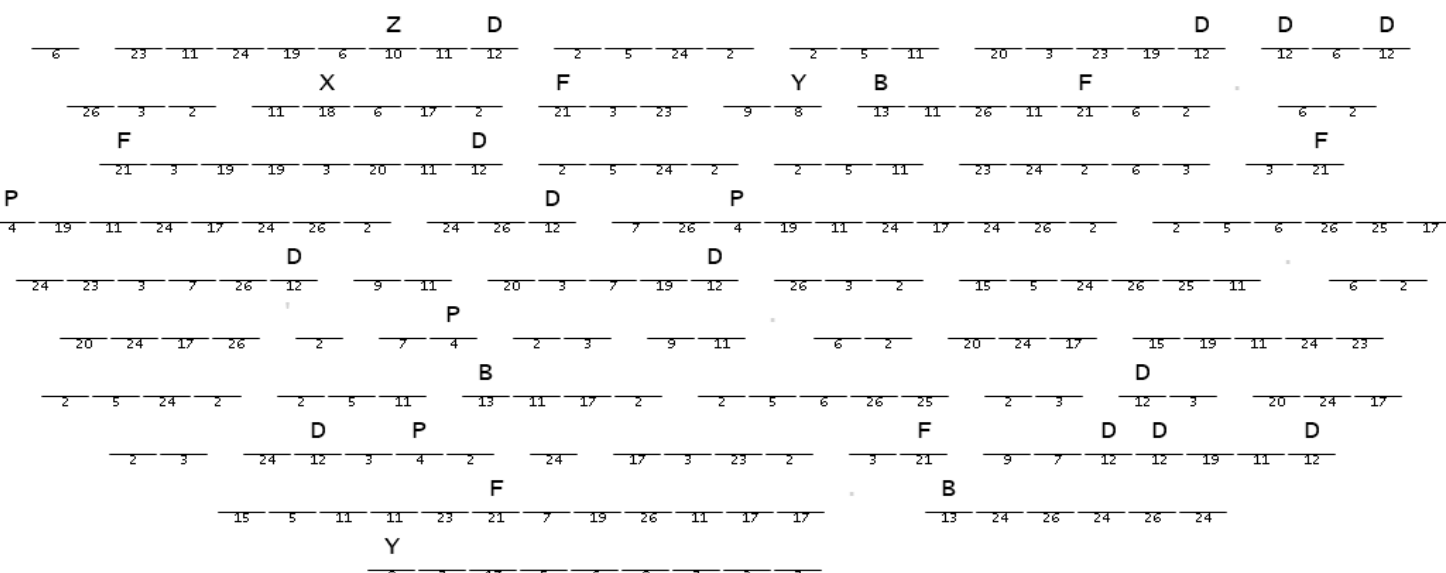 Z D D D D
6 23 11 24 19 6 10 11 12 2 5 24 2 2 5 11 20 3 23 19 12 12 6 12
X F Y B F .
26 3 2 11 18 6 17 2 21 3 23 9 8 13 11 26 11 21 6 2 6 2
F D F
21 3 19 19 3 20 11 12 2 5 24 2 2 5 11 23 24 2 6 3 3 21
P D P
4 19 11 24 17 24 26 2 24 26 12 7 26 4 19 11 24 17 24 26 2 2 5 6 26 25 17
D D .
24 23 3 7 26 12 9 11 20 3 7 19 12 26 3 2 15 5 24 26 25 11 6 2
' P .
20 24 17 26 2 7 4 2 3 9 11 6 2 20 24 17 15 19 11 24 23
B D
2 5 24 2 2 5 11 13 11 17 2 2 5 6 26 25 2 3 12 3 20 24 17
D P F D D D
2 3 24 12 3 4 2 24 17 3 23 2 3 21 9 7 12 12 19 11 12
F . B
15 5 11 11 23 21 7 19 26 11 17 17 13 24 26 24 26 24
Y